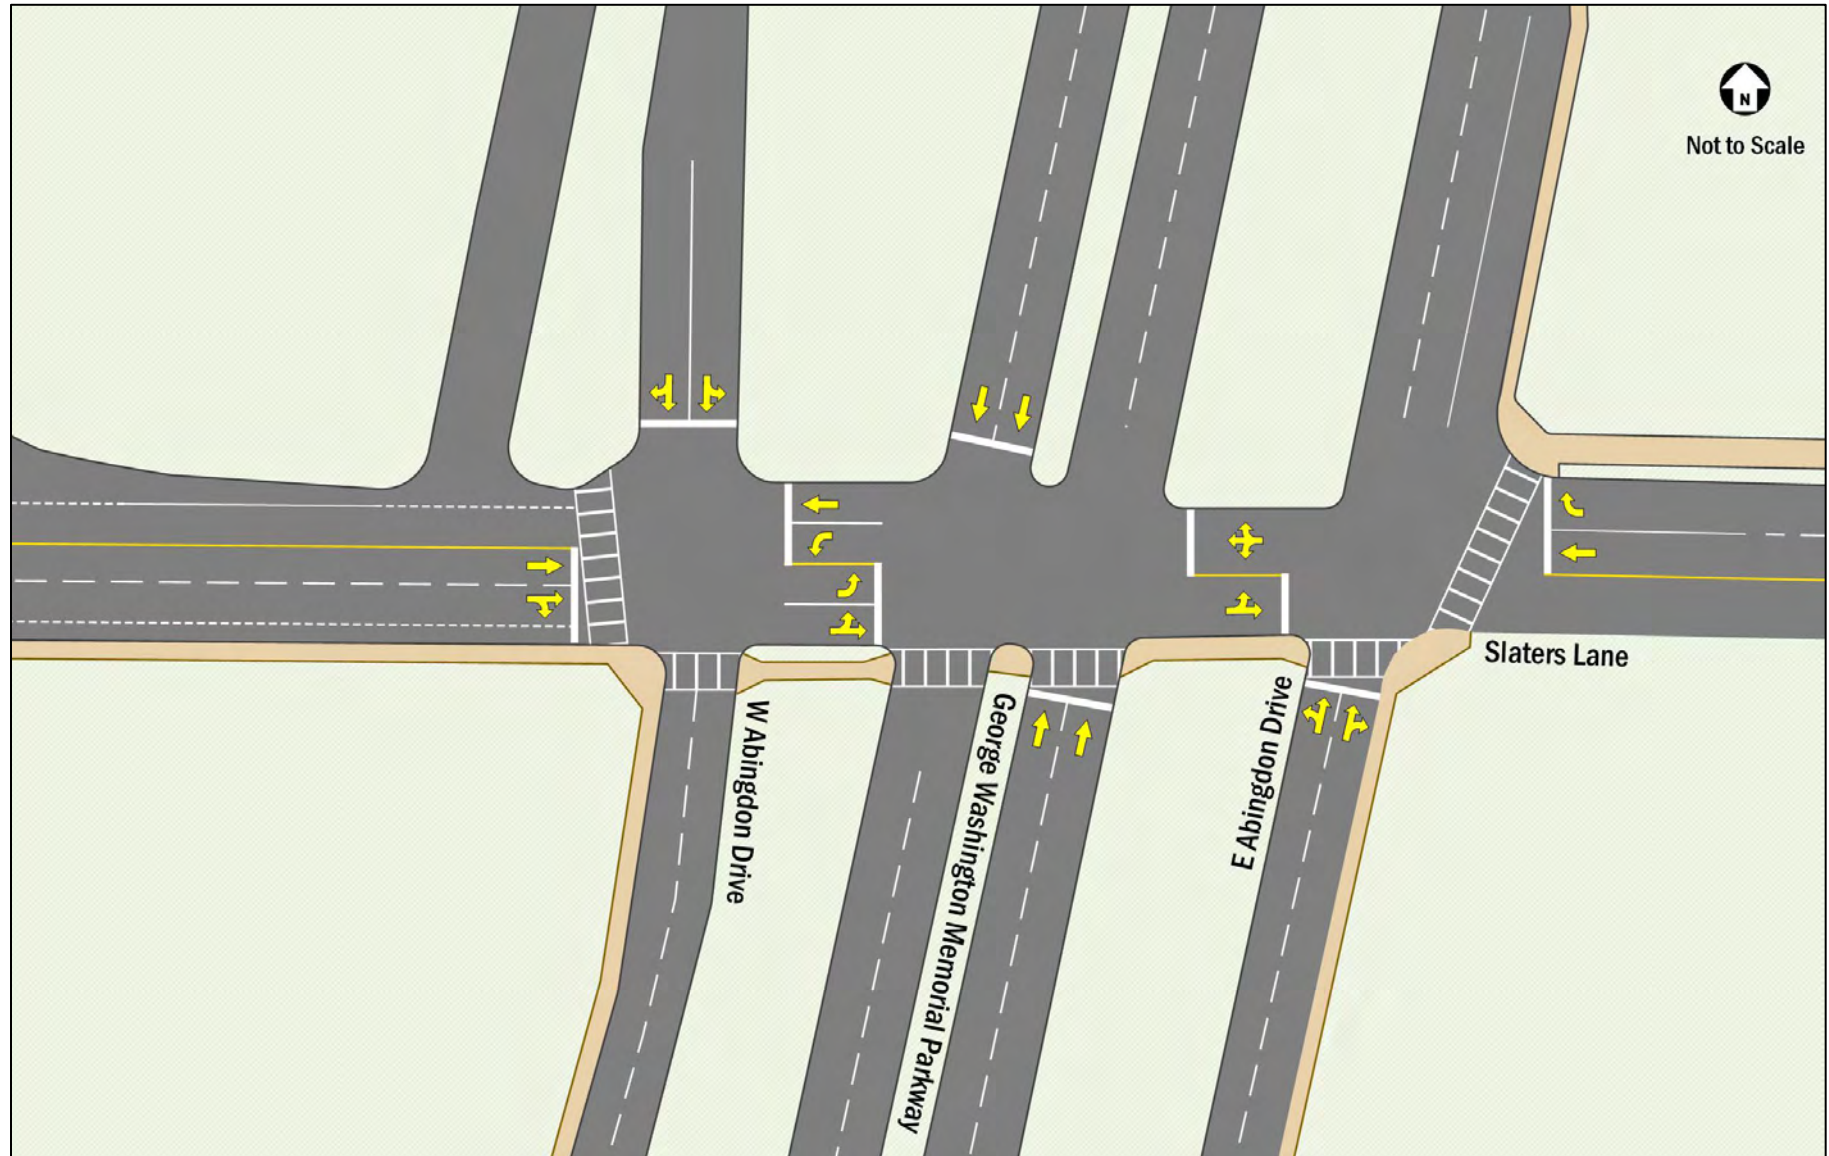 N
Not to Scale
Slaters Lane
W Abingdon Drive
George Washington Memorial Parkway
E Abingdon Drive